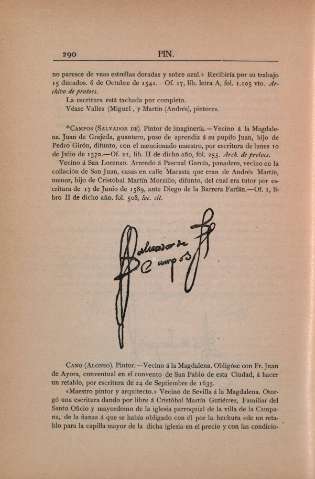 290 PIN.
no paresce de vnas estrellas doradas y sobre azul.» Recibiría por su trabajo
15 ducados. 6 de Octubre de 1541.—Of. 17, lib. letra A, fol. 1.105 vto. Ar-
chivo de protocs.
La escritura está tachada por completo.
Véase Valles (Miguel), y Martin (Andrés), pintores.
*CAMPOS (SALVADOR DE). Pintor de imaginería.—Vecino á la Magdale-
na. Juan de Grajeda, guantero, puso de aprendiz á su pupilo Juan, hijo de
Pedro Girón, difunto, con el mencionado maestro, por escritura de lunes 10
de Julio de 1570.—Of. 21, lib. II de dicho año, fol. 253. Arch. de protocs.
Vecino á San Lorenzo. Arrendó á Pascual García, panadero, vecino en la
collación de San Juan, casas en calle Marasta que eran de Andrés Martín,
menor, hijo de Cristóbal Martín Morcillo, difunto, del cual era tutor por es-
critura de 13 de Junio de 1589, ante Diego de la Barrera Farfán.—Of. 1, li-
bro II de dicho año, fol. 508, loc. cit.
Salvador de
Campos
CANO (ALONSO). Pintor.—Vecino á la Magdalena. Obligóse con Fr. Juan
de Ayora, conventual en el convento de San Pablo de esta Ciudad, á hacer
un retablo, por escritura de 24 de Septiembre de 1635.
«Maestro pintor y arquitecto.» Vecino de Sevilla á la Magdalena. Otor-
gó una escritura dando por libre á Cristóbal Martín Gutiérrez, Familiar del
Santo Oficio y mayordomo de la iglesia parroquial de la villa de la Campa-
na, de la fianza á que se había obligado con él por la hechura «de un reta-
blo para la capilla mayor de la dicha iglesia en el precio y con las condicio-